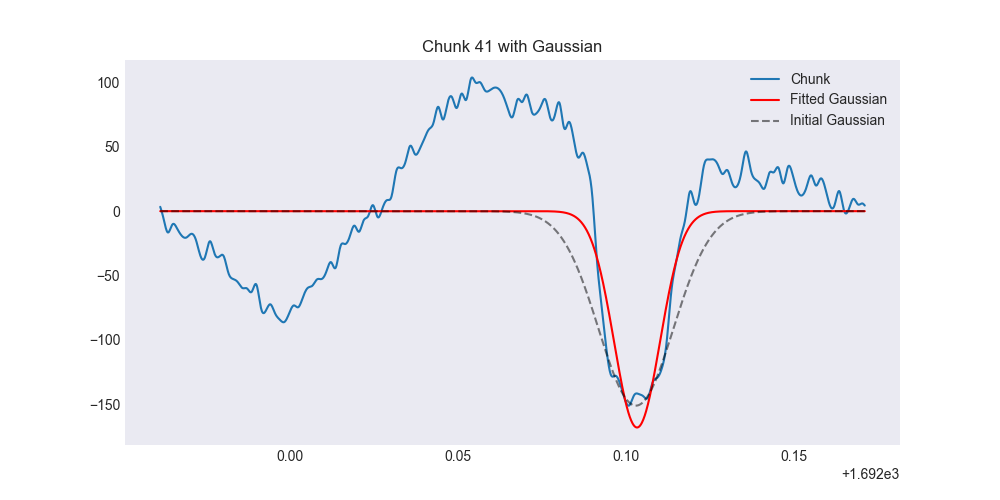 Chunk 41 with Gaussian
Chunk
Fitted Gaussian
Initial Gaussian
100
50
0
−50
−100
−150
0.00 0.05 0.10 0.15
+1.692e3